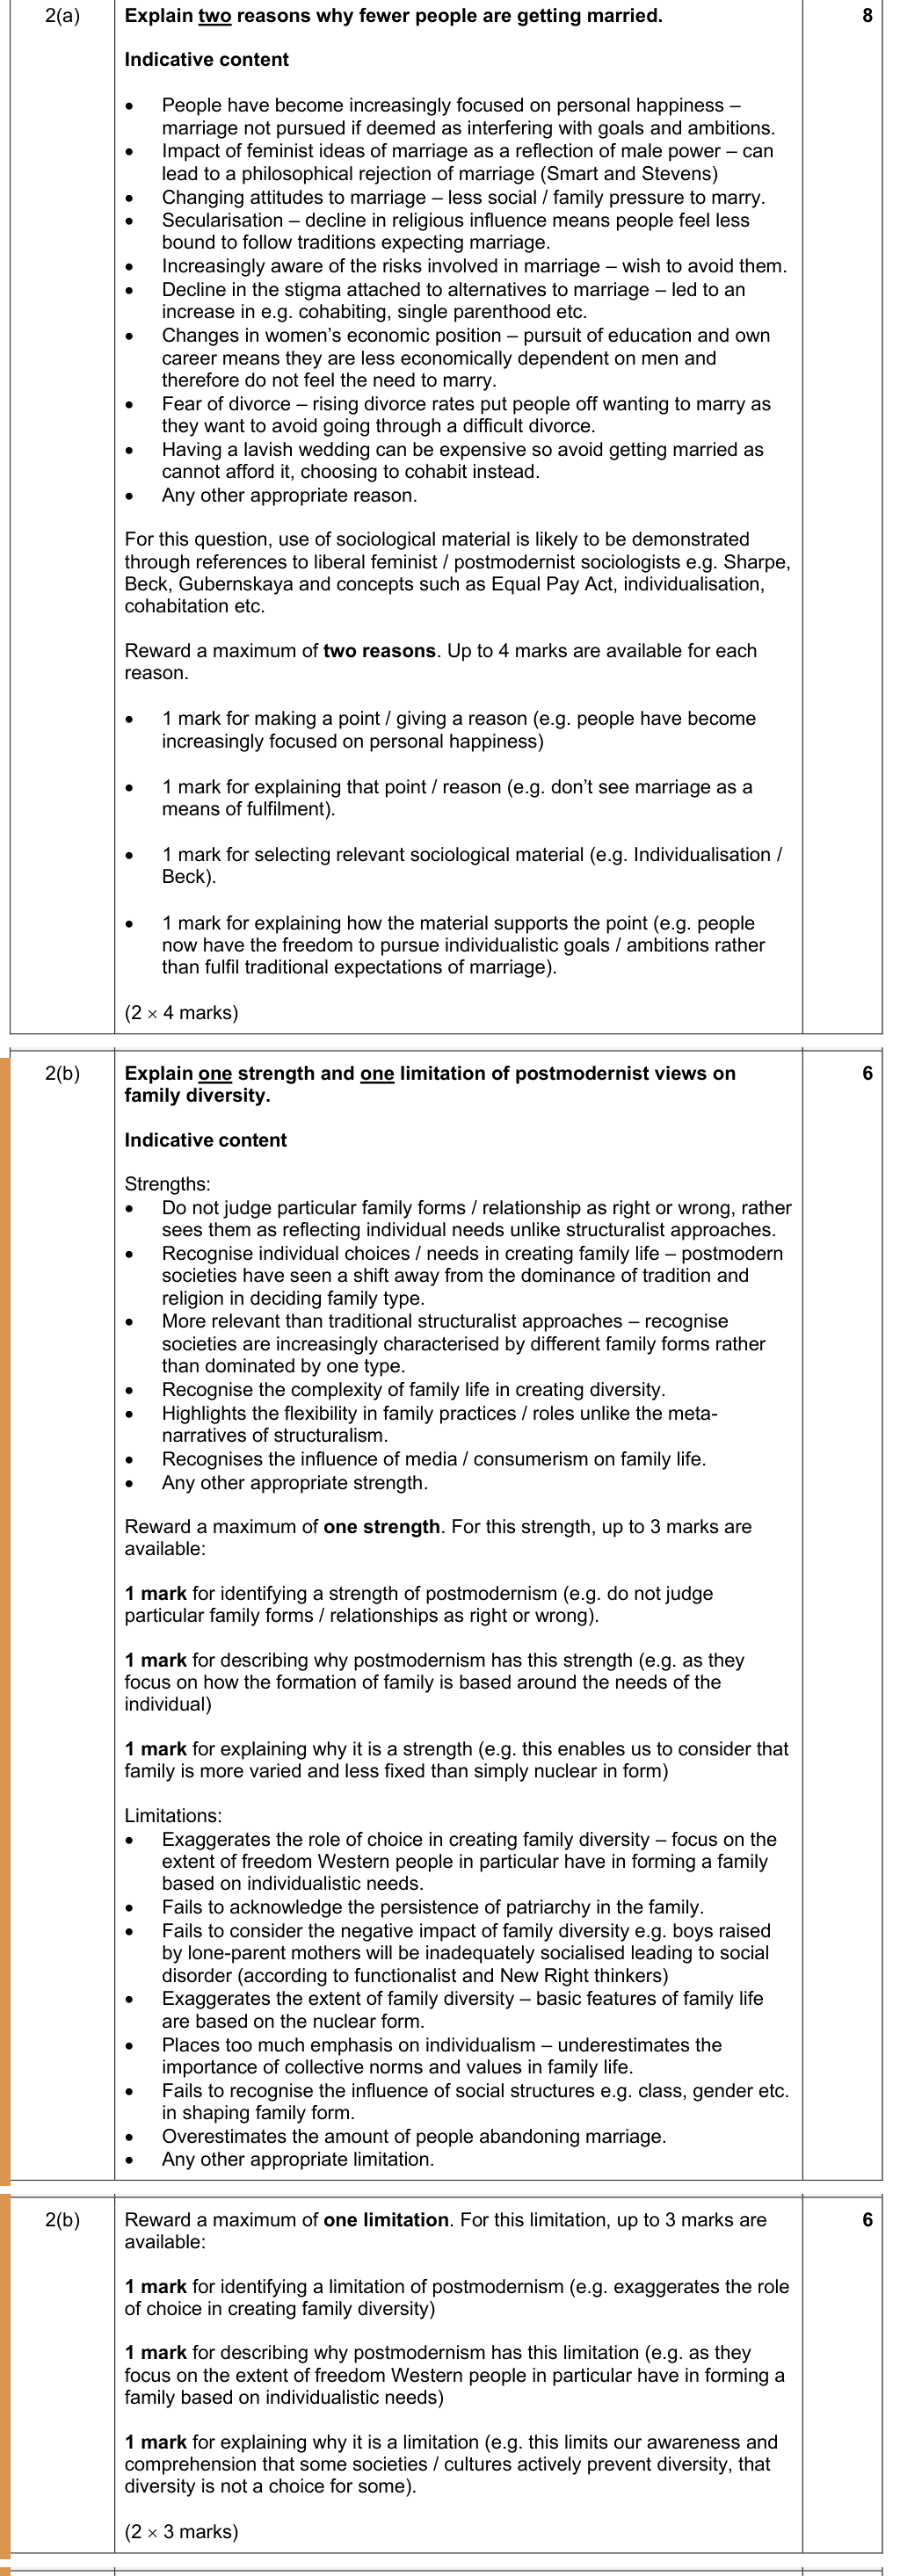 2(a) Explain two reasons why fewer people are getting married. 8
Indicative content
• People have become increasingly focused on personal happiness –
marriage not pursued if deemed as interfering with goals and ambitions.
• Impact of feminist ideas of marriage as a reflection of male power – can
lead to a philosophical rejection of marriage (Smart and Stevens)
• Changing attitudes to marriage – less social / family pressure to marry.
• Secularisation – decline in religious influence means people feel less
bound to follow traditions expecting marriage.
• Increasingly aware of the risks involved in marriage – wish to avoid them.
• Decline in the stigma attached to alternatives to marriage – led to an
increase in e.g. cohabiting, single parenthood etc.
• Changes in women’s economic position – pursuit of education and own
career means they are less economically dependent on men and
therefore do not feel the need to marry.
• Fear of divorce – rising divorce rates put people off wanting to marry as
they want to avoid going through a difficult divorce.
• Having a lavish wedding can be expensive so avoid getting married as
cannot afford it, choosing to cohabit instead.
• Any other appropriate reason.
For this question, use of sociological material is likely to be demonstrated
through references to liberal feminist / postmodernist sociologists e.g. Sharpe,
Beck, Gubernskaya and concepts such as Equal Pay Act, individualisation,
cohabitation etc.
Reward a maximum of two reasons. Up to 4 marks are available for each
reason.
• 1 mark for making a point / giving a reason (e.g. people have become
increasingly focused on personal happiness)
• 1 mark for explaining that point / reason (e.g. don’t see marriage as a
means of fulfilment).
• 1 mark for selecting relevant sociological material (e.g. Individualisation /
Beck).
• 1 mark for explaining how the material supports the point (e.g. people
now have the freedom to pursue individualistic goals / ambitions rather
than fulfil traditional expectations of marriage).
(2 × 4 marks)
2(b) Explain one strength and one limitation of postmodernist views on 6
family diversity.
Indicative content
Strengths:
• Do not judge particular family forms / relationship as right or wrong, rather
sees them as reflecting individual needs unlike structuralist approaches.
• Recognise individual choices / needs in creating family life – postmodern
societies have seen a shift away from the dominance of tradition and
religion in deciding family type.
• More relevant than traditional structuralist approaches – recognise
societies are increasingly characterised by different family forms rather
than dominated by one type.
• Recognise the complexity of family life in creating diversity.
• Highlights the flexibility in family practices / roles unlike the meta-
narratives of structuralism.
• Recognises the influence of media / consumerism on family life.
• Any other appropriate strength.
Reward a maximum of one strength. For this strength, up to 3 marks are
available:
1 mark for identifying a strength of postmodernism (e.g. do not judge
particular family forms / relationships as right or wrong).
1 mark for describing why postmodernism has this strength (e.g. as they
focus on how the formation of family is based around the needs of the
individual)
1 mark for explaining why it is a strength (e.g. this enables us to consider that
family is more varied and less fixed than simply nuclear in form)
Limitations:
• Exaggerates the role of choice in creating family diversity – focus on the
extent of freedom Western people in particular have in forming a family
based on individualistic needs.
• Fails to acknowledge the persistence of patriarchy in the family.
• Fails to consider the negative impact of family diversity e.g. boys raised
by lone-parent mothers will be inadequately socialised leading to social
disorder (according to functionalist and New Right thinkers)
• Exaggerates the extent of family diversity – basic features of family life
are based on the nuclear form.
• Places too much emphasis on individualism – underestimates the
importance of collective norms and values in family life.
• Fails to recognise the influence of social structures e.g. class, gender etc.
in shaping family form.
• Overestimates the amount of people abandoning marriage.
• Any other appropriate limitation.
2(b) Reward a maximum of one limitation. For this limitation, up to 3 marks are 6
available:
1 mark for identifying a limitation of postmodernism (e.g. exaggerates the role
of choice in creating family diversity)
1 mark for describing why postmodernism has this limitation (e.g. as they
focus on the extent of freedom Western people in particular have in forming a
family based on individualistic needs)
1 mark for explaining why it is a limitation (e.g. this limits our awareness and
comprehension that some societies / cultures actively prevent diversity, that
diversity is not a choice for some).
(2 × 3 marks)